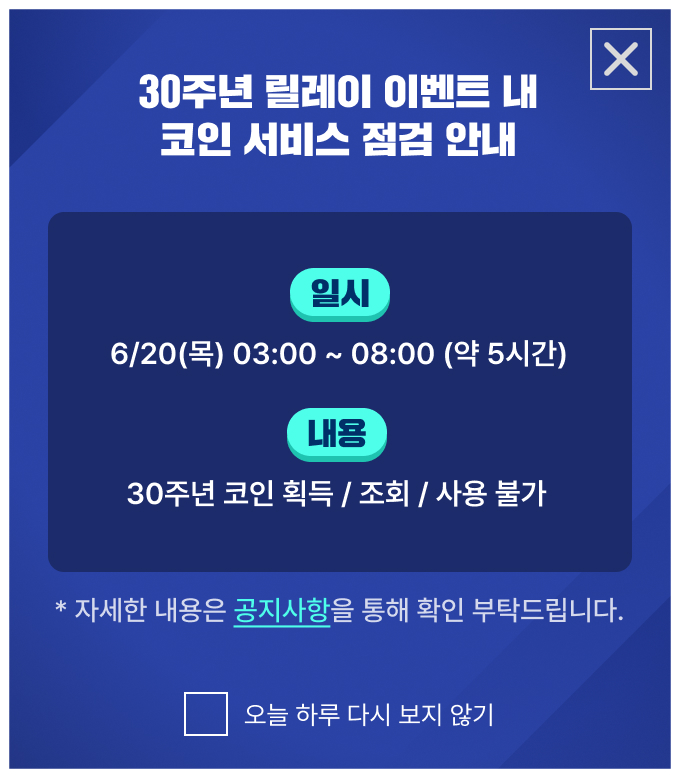 30주년 릴레이 이벤트 내
코인 서비스 점검 안내
일시
6/20(목) 03:00 ~ 08:00 (약 5시간)
내용
30주년 코인 획득 / 조회 / 사용 불가
* 자세한 내용은 공지사항을 통해 확인 부탁드립니다.
오늘 하루 다시 보지 않기